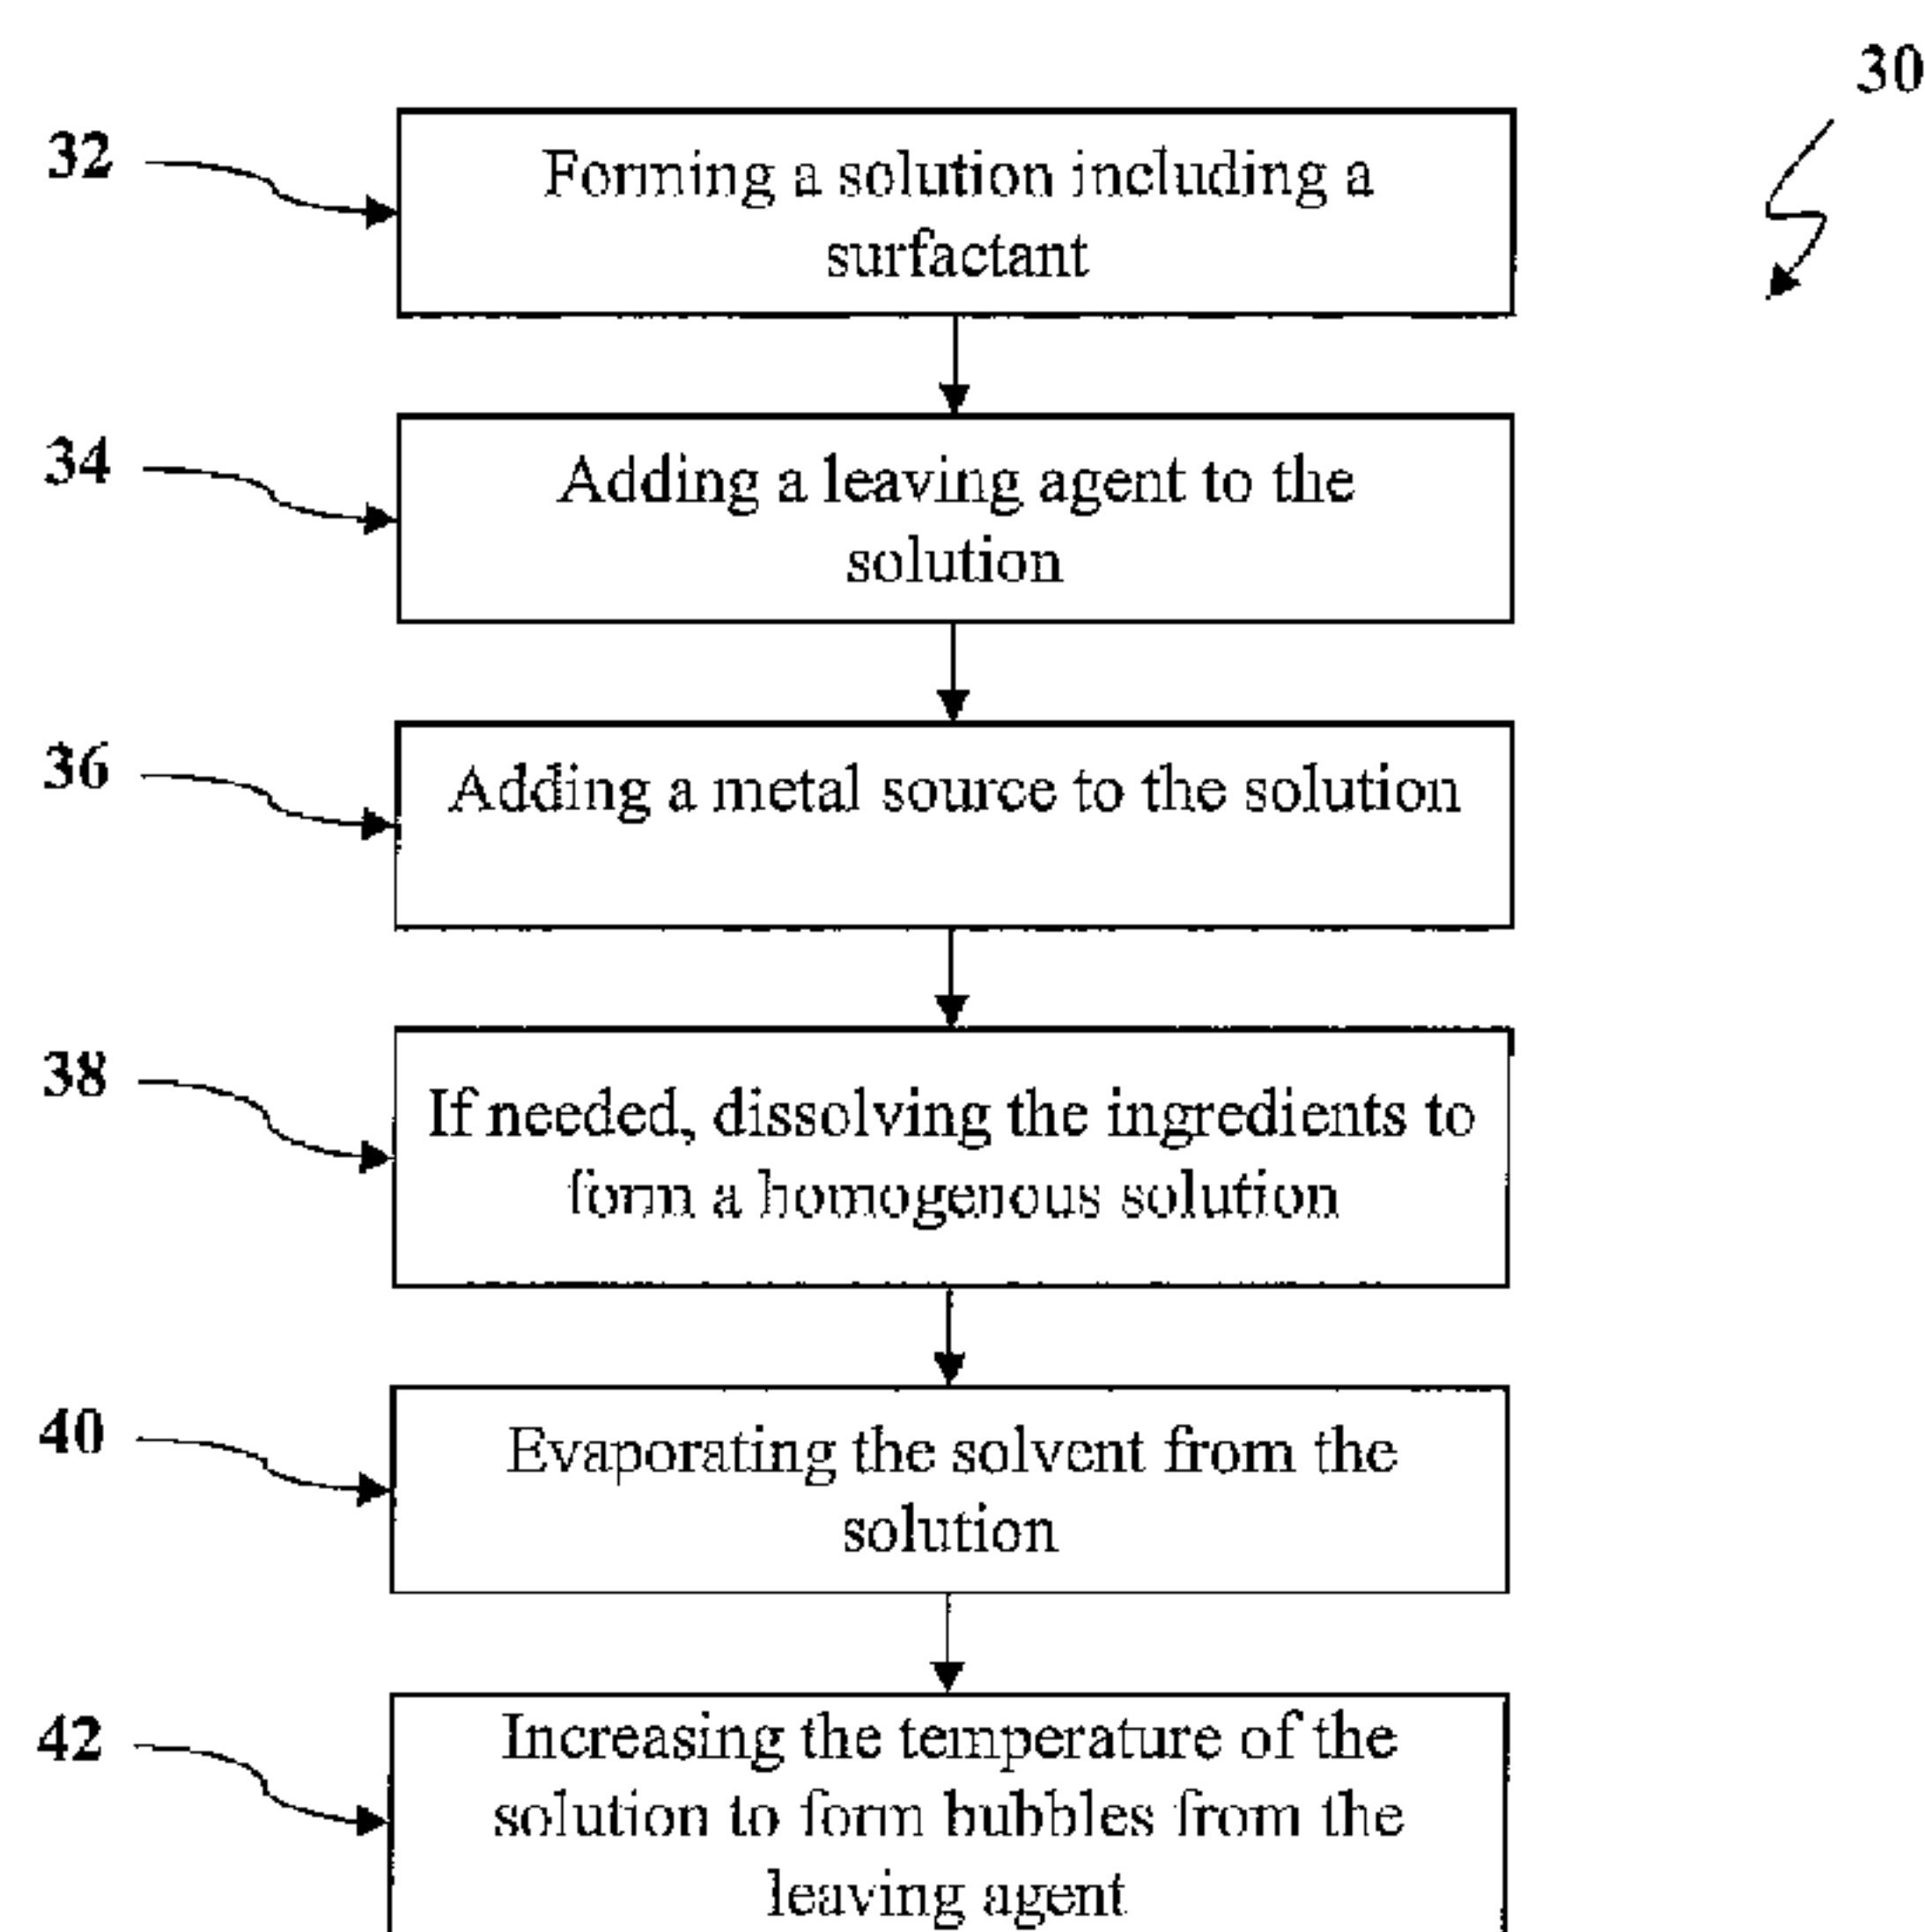 30
32
Forming a solution including a
surfactant
34
Adding a leaving agent to the
solution
36
Adding a metal source to the solution
38
If needed, dissolving the ingredients to
form a homogenous solution
40
Evaporating the solvent from the
solution
42
Increasing the temperature of the
solution to form bubbles from the
leaving agent